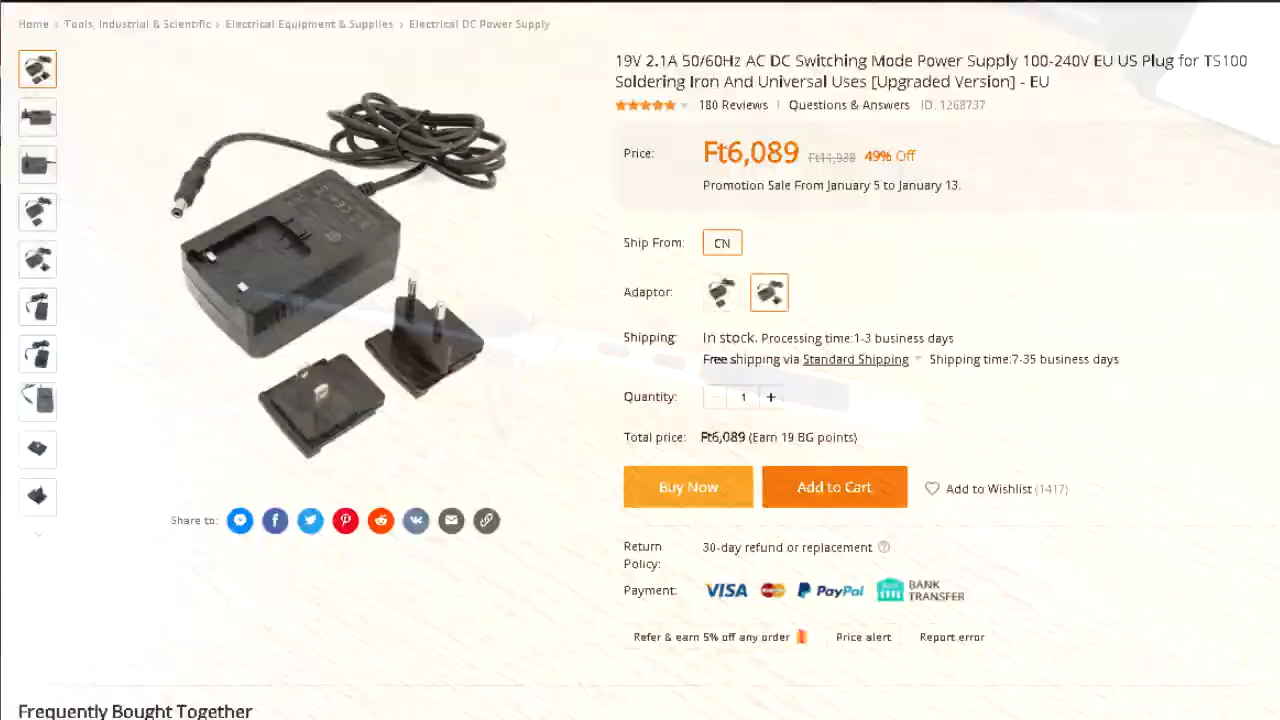 Home › Tools, Industrial & Scientific › Electrical Equipment & Supplies › Electrical DC Power Supply
19V 2.1A 50/60Hz AC DC Switching Mode Power Supply 100-240V EU US Plug for TS100
Soldering Iron And Universal Uses [Upgraded Version] - EU
180 Reviews | Questions & Answers ID: 1268737
Price: Ft6,089 Ft11,938 49% Off
Promotion Sale From January 5 to January 13.
Ship From: CN
Adaptor:
Shipping: In stock. Processing time:1-3 business days
Free shipping via Standard Shipping Shipping time:7-35 business days
Quantity: - 1 +
Total price: Ft6,089 (Earn 19 BG points)
Buy Now Add to Cart Add to Wishlist (1417)
Share to:
Return Policy: 30-day refund or replacement
Payment: VISA MasterCard PayPal BANK TRANSFER
Refer & earn 5% off any order Price alert Report error
Frequently Bought Together